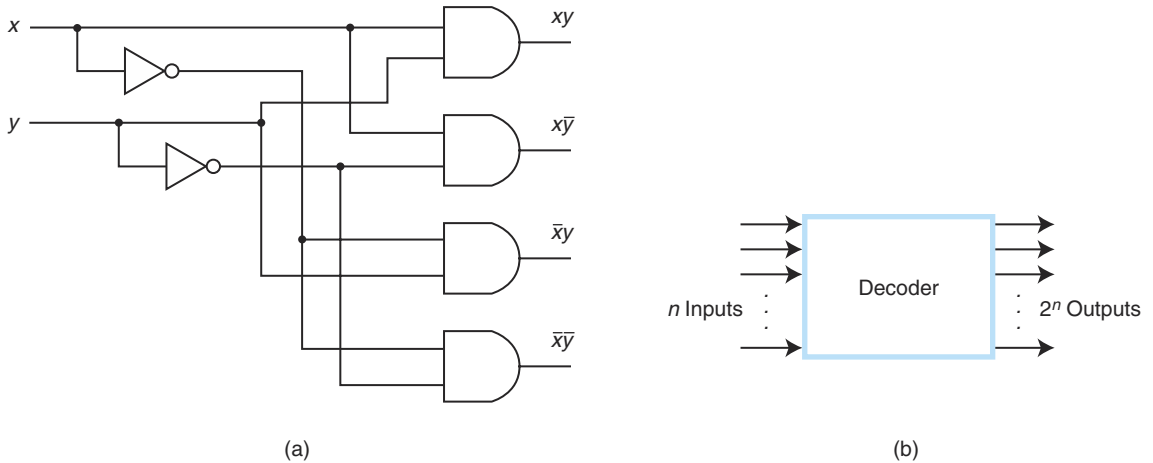 x
y
xy
xȳ
x̄y
x̄ȳ
(a)
n Inputs
Decoder
2ⁿ Outputs
(b)